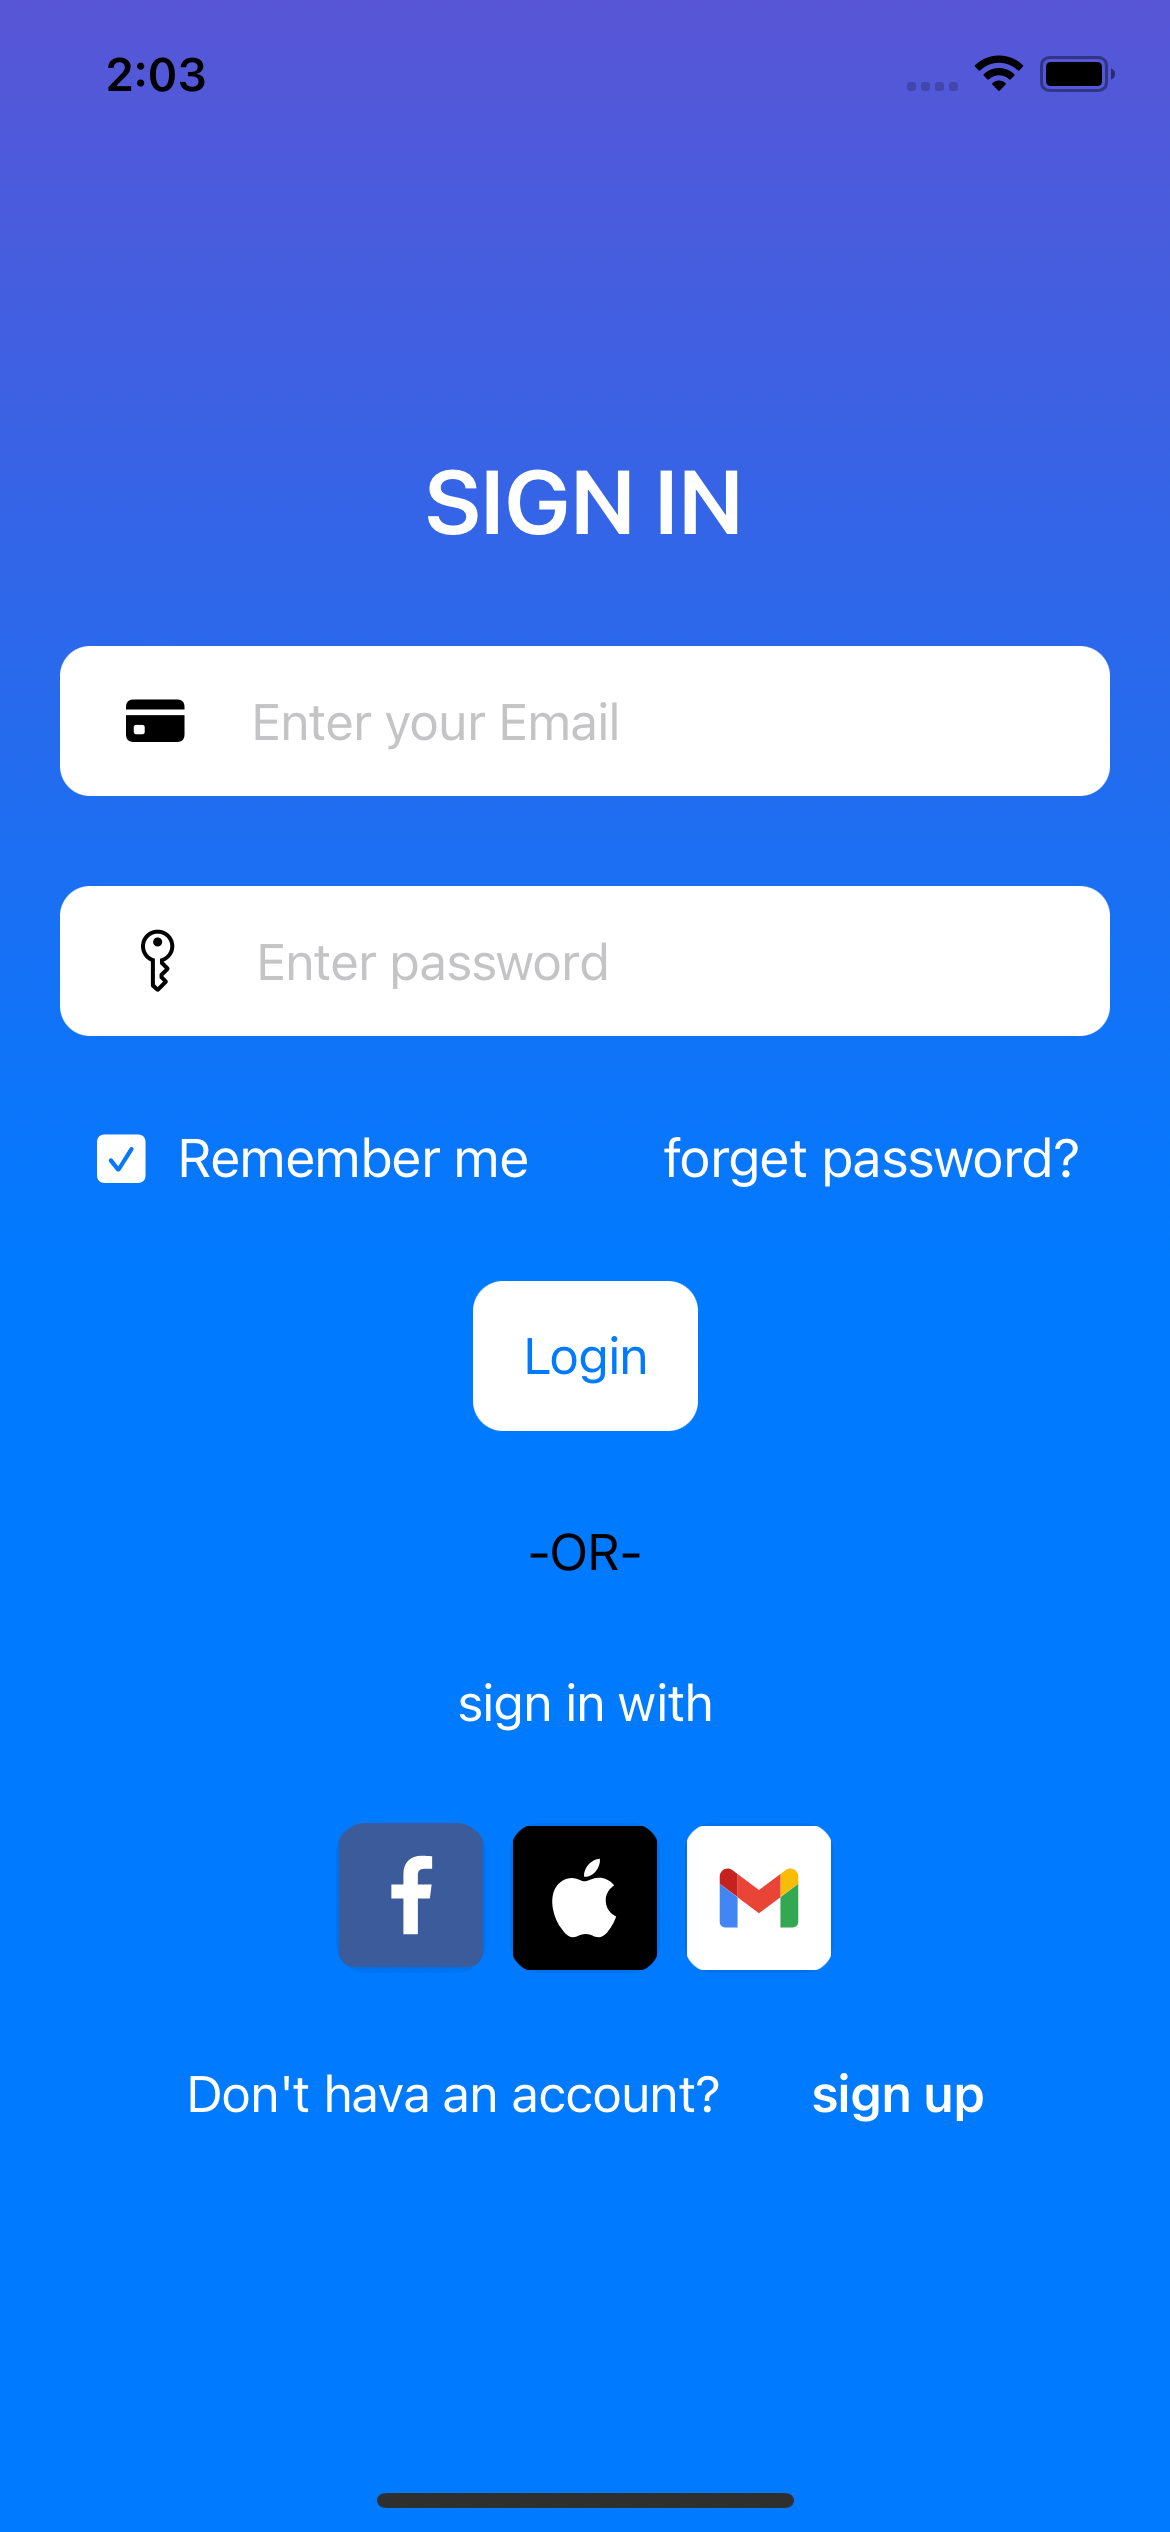 2:03
SIGN IN
Enter your Email
Enter password
Remember me
forget password?
Login
-OR-
sign in with
Don't hava an account?
sign up